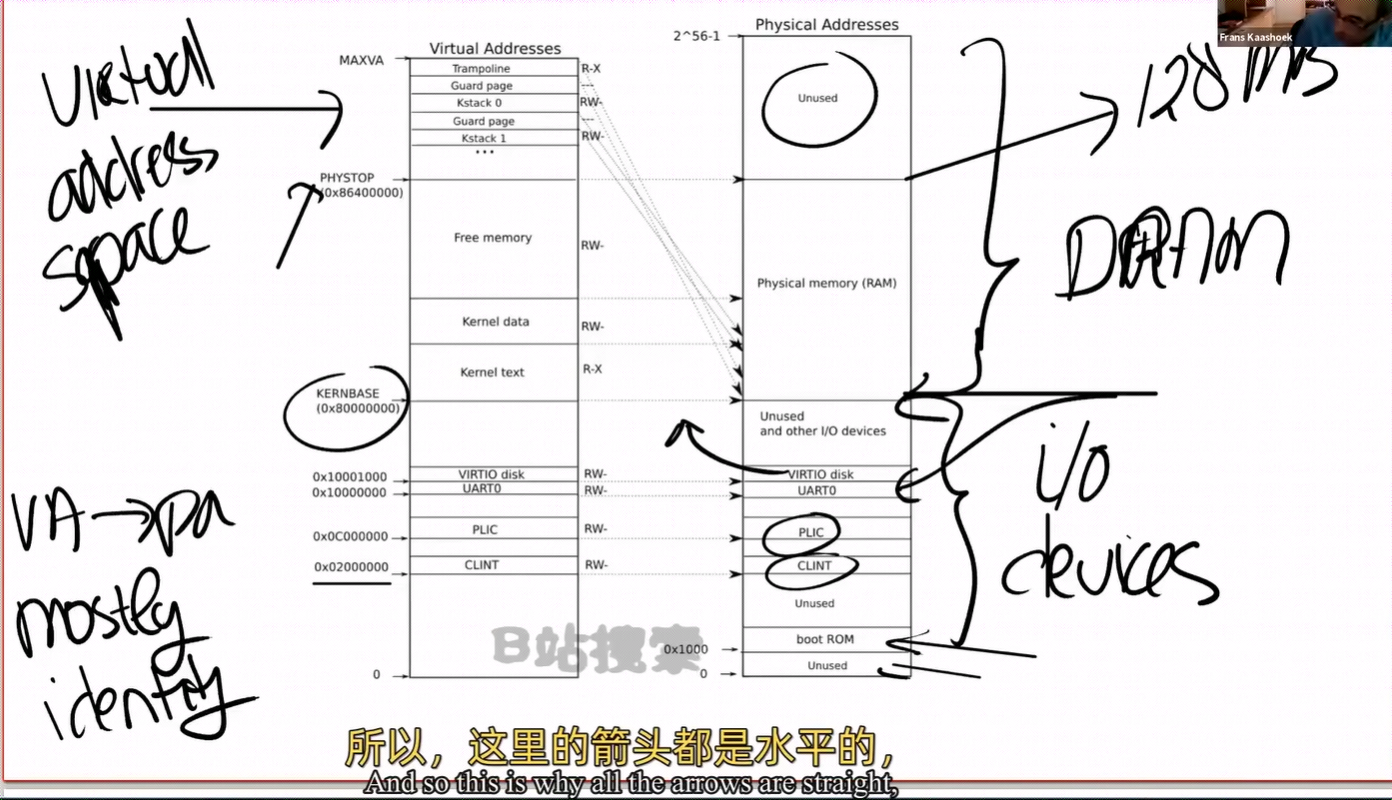 Frans Kaashoek
Virtual
address
space
VA → pa
mostly
identity
Virtual Addresses
MAXVA
Trampoline
R-X
Guard page
---
Kstack 0
RW-
Guard page
---
Kstack 1
RW-
...
PHYSTOP
(0x86400000)
Free memory
RW-
Kernel data
RW-
Kernel text
R-X
KERNBASE
(0x80000000)
0x10001000
VIRTIO disk
RW-
0x10000000
UART0
RW-
PLIC
RW-
0x0C000000
CLINT
RW-
0x02000000
0
Physical Addresses
2^56-1
Unused
Physical memory (RAM)
Unused
and other I/O devices
VIRTIO disk
UART0
PLIC
CLINT
Unused
boot ROM
0x1000
Unused
0
128 MB
i/o
devices
B站搜索
所以，这里的箭头都是水平的，
And so this is why all the arrows are straight,